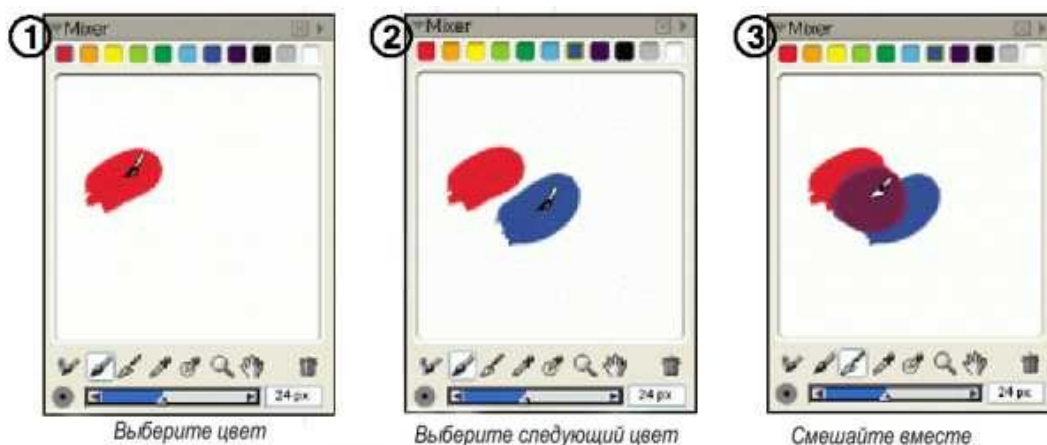 1
Mixer
24 px
Выберите цвет
2
Mixer
24 px
Выберите следующий цвет
3
Mixer
24 px
Смешайте вместе